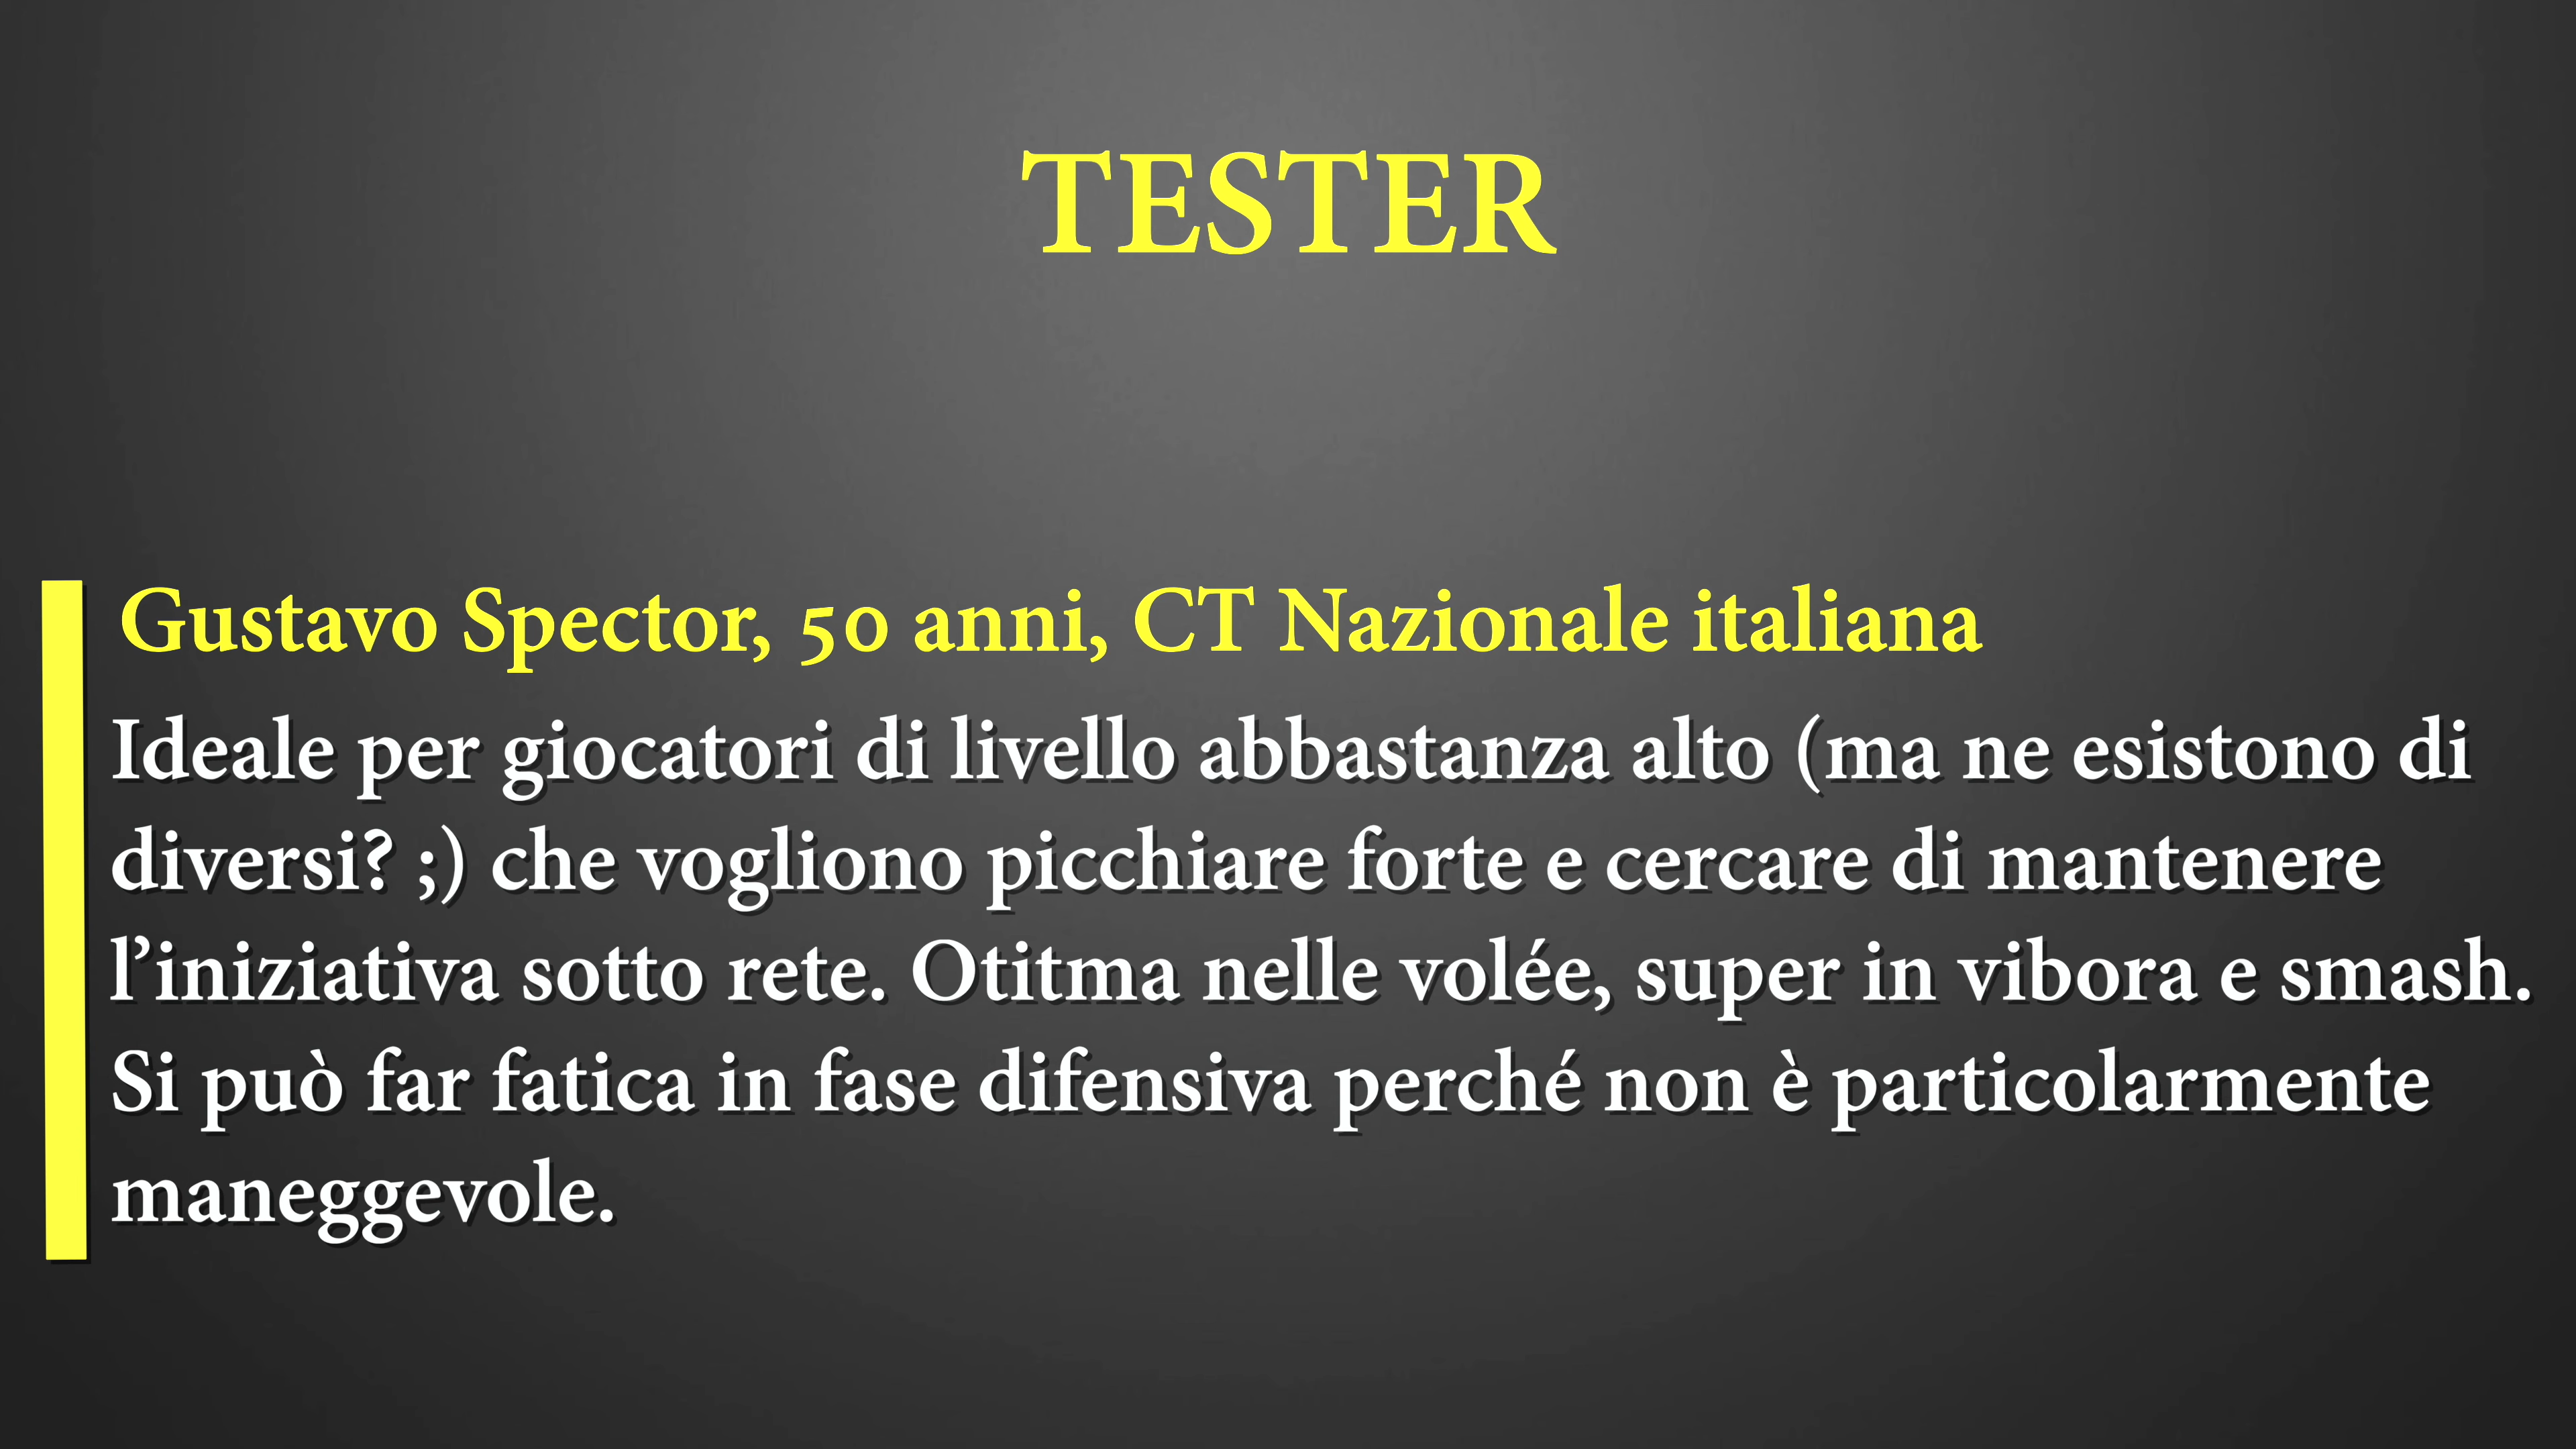 TESTER
Gustavo Spector, 50 anni, CT Nazionale italiana
Ideale per giocatori di livello abbastanza alto (ma ne esistono di
diversi? ;) che vogliono picchiare forte e cercare di mantenere
l’iniziativa sotto rete. Otitma nelle volée, super in vibora e smash.
Si può far fatica in fase difensiva perché non è particolarmente
maneggevole.